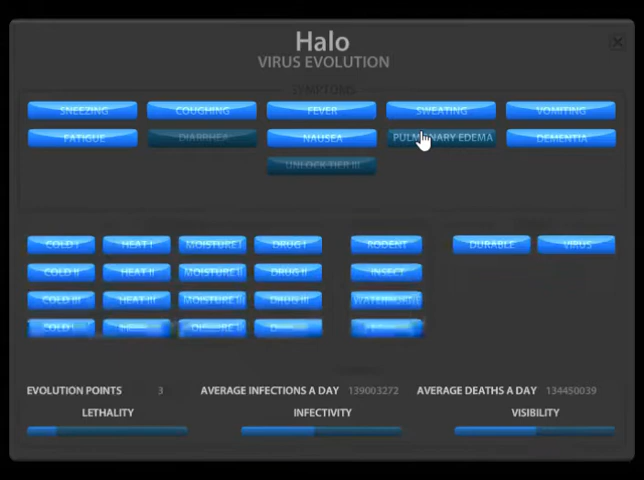 Halo
VIRUS EVOLUTION
SYMPTOMS
SNEEZING COUGHING FEVER SWEATING VOMITING
FATIGUE DIARRHEA NAUSEA PULMONARY EDEMA DEMENTIA
UNLOCK TIER III
COLD I HEAT I MOISTURE I DRUG I RODENT DURABLE VIRUS
COLD II HEAT II MOISTURE II DRUG II INSECT
COLD III HEAT III MOISTURE III DRUG III WATERBORNE
EVOLUTION POINTS 3 AVERAGE INFECTIONS A DAY 139003272 AVERAGE DEATHS A DAY 134450039
LETHALITY INFECTIVITY VISIBILITY